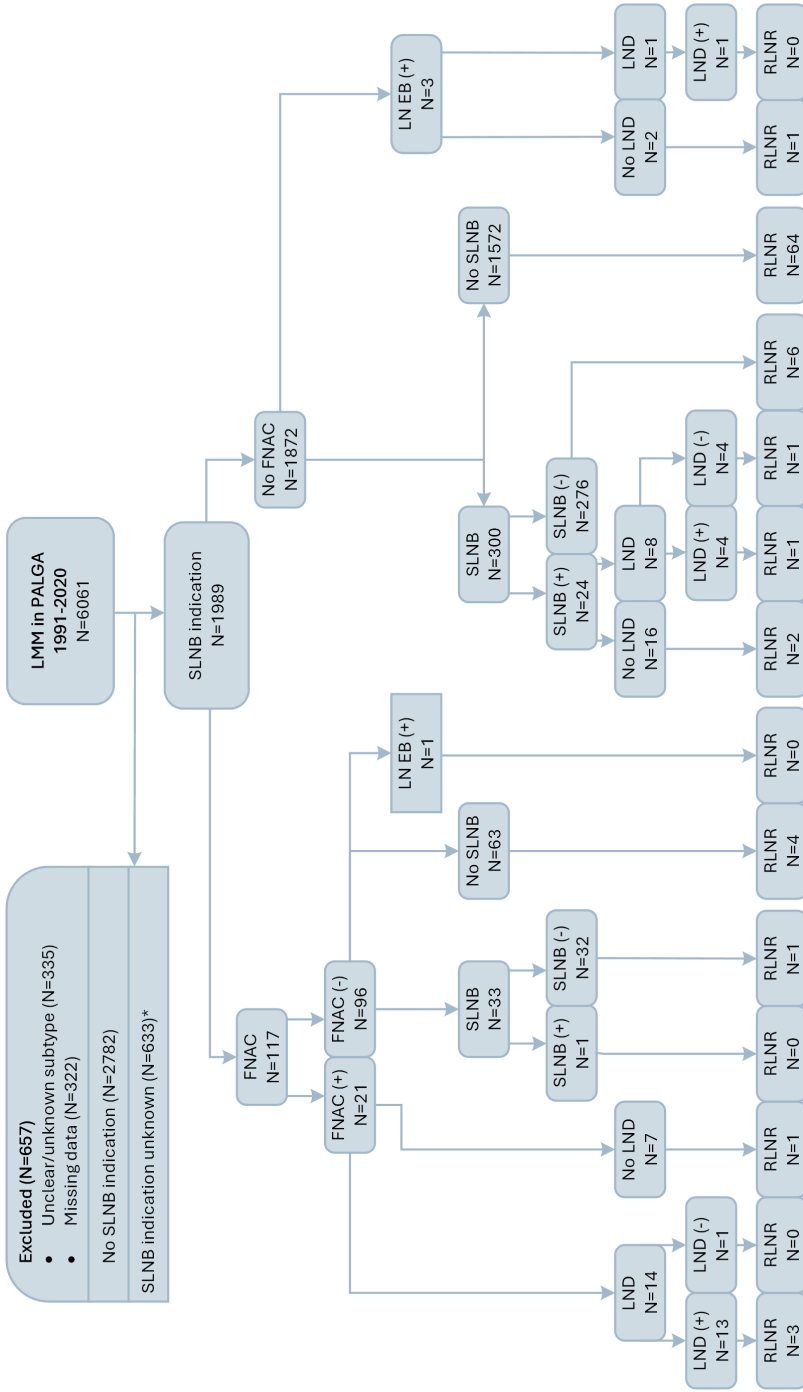 LMM in PALGA
1991-2020
N=6061
Excluded (N=657)
• Unclear/unknown subtype (N=335)
• Missing data (N=322)
No SLNB indication (N=2782)
SLNB indication unknown (N=633)*
SLNB indication
N=1989
FNAC
N=117
No FNAC
N=1872
FNAC (+)
N=21
FNAC (-)
N=96
LN EB (+)
N=1
LN EB (+)
N=3
SLNB
N=33
No SLNB
N=63
SLNB
N=300
No SLNB
N=1572
SLNB (+)
N=1
SLNB (-)
N=32
SLNB (+)
N=24
SLNB (-)
N=276
LND
N=14
No LND
N=7
No LND
N=16
LND
N=8
No LND
N=2
LND
N=1
LND (+)
N=13
LND (-)
N=1
LND (+)
N=4
LND (-)
N=4
LND (+)
N=1
RLNR
N=3
RLNR
N=0
RLNR
N=1
RLNR
N=0
RLNR
N=1
RLNR
N=4
RLNR
N=0
RLNR
N=2
RLNR
N=1
RLNR
N=1
RLNR
N=6
RLNR
N=64
RLNR
N=1
RLNR
N=0